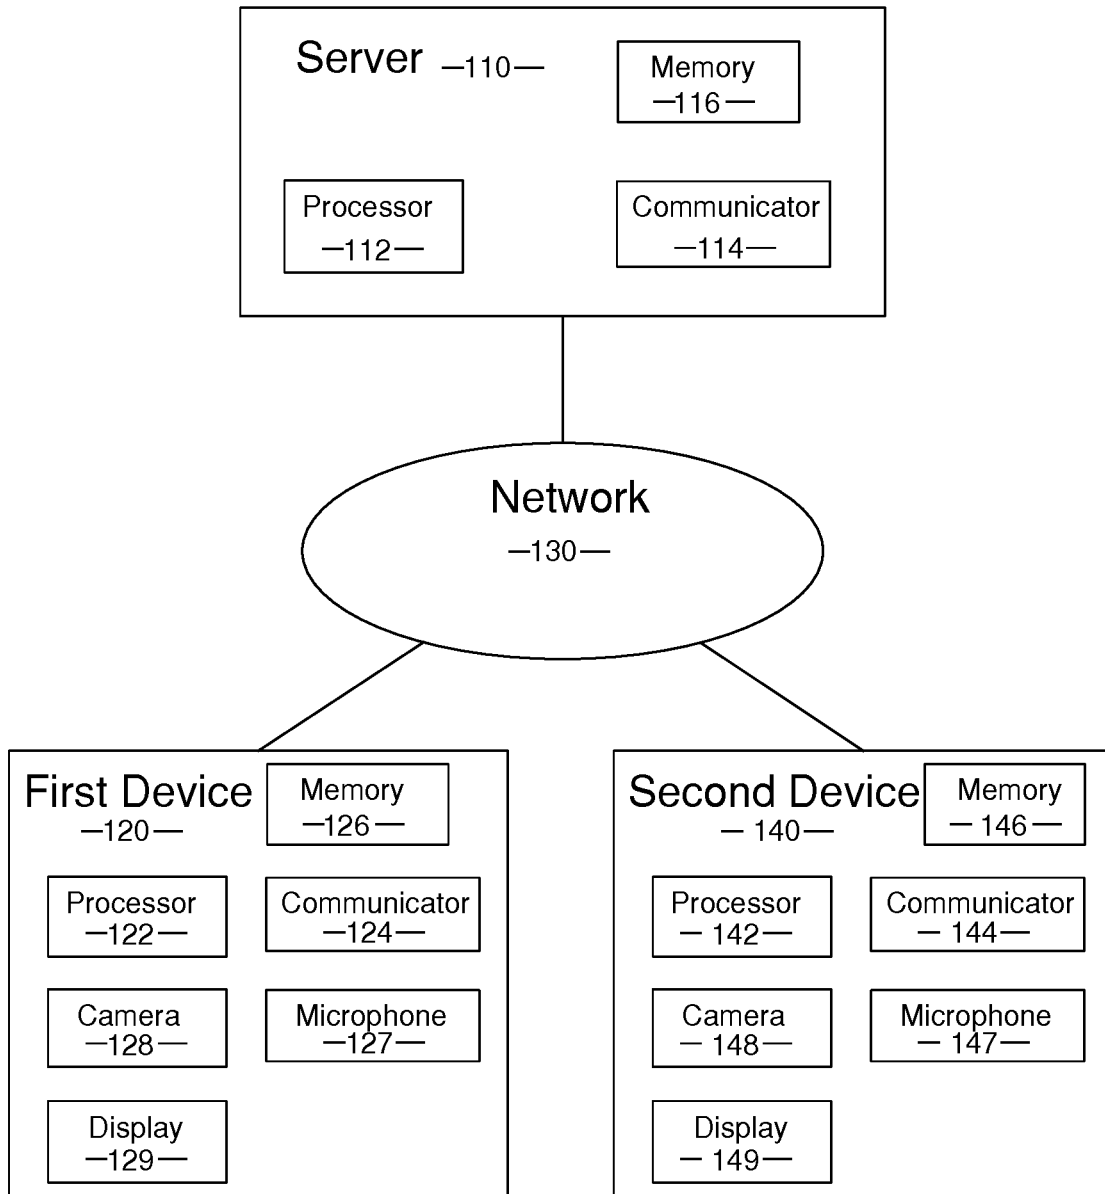 Server —110—
Memory
—116—
Processor
—112—
Communicator
—114—
Network
—130—
First Device
—120—
Memory
—126—
Processor
—122—
Communicator
—124—
Camera
—128—
Microphone
—127—
Display
—129—
Second Device
— 140—
Memory
— 146—
Processor
— 142—
Communicator
— 144—
Camera
— 148—
Microphone
— 147—
Display
— 149—